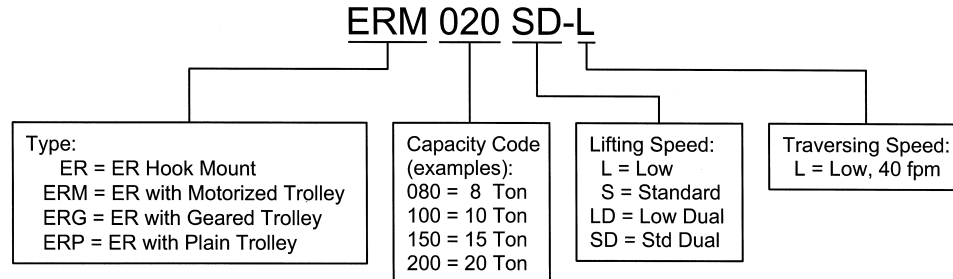 ERM 020 SD-L
Type:
ER = ER Hook Mount
ERM = ER with Motorized Trolley
ERG = ER with Geared Trolley
ERP = ER with Plain Trolley
Capacity Code
(examples):
080 = 8 Ton
100 = 10 Ton
150 = 15 Ton
200 = 20 Ton
Lifting Speed:
L = Low
S = Standard
LD = Low Dual
SD = Std Dual
Traversing Speed:
L = Low, 40 fpm